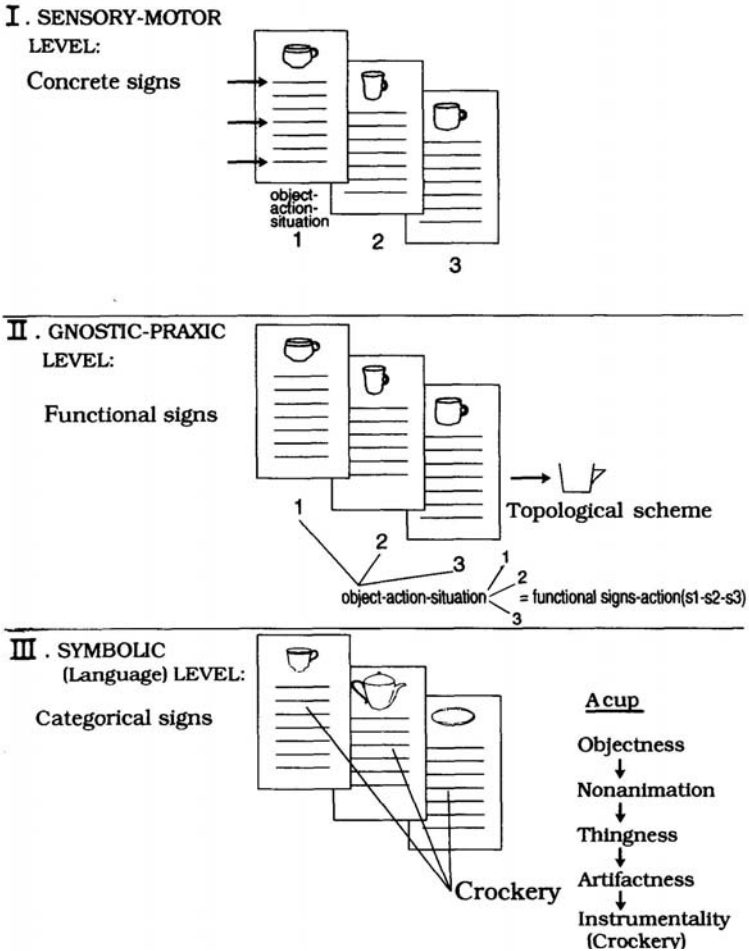 I . SENSORY-MOTOR
LEVEL:
Concrete signs
object-
action-
situation
1
2
3
II . GNOSTIC-PRAXIC
LEVEL:
Functional signs
Topological scheme
1
2
3
object-action-situation
1
2
3
= functional signs-action(s1-s2-s3)
III . SYMBOLIC
(Language) LEVEL:
Categorical signs
Crockery
A cup
Objectness
Nonanimation
Thingness
Artifactness
Instrumentality
(Crockery)